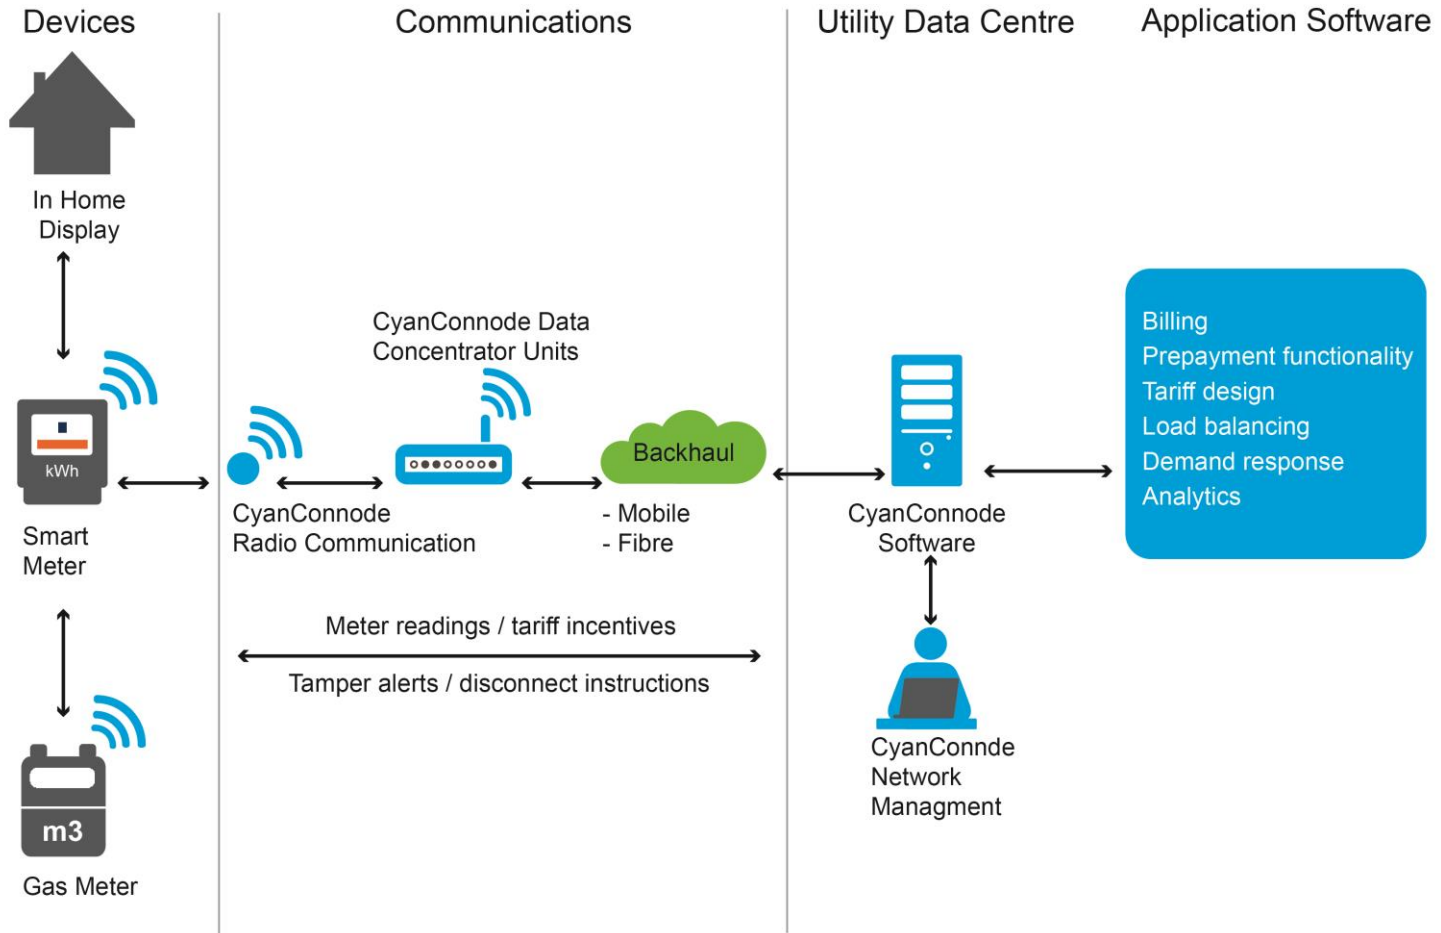 Devices
Communications
Utility Data Centre
Application Software
In Home
Display
kWh
Smart
Meter
m3
Gas Meter
CyanConnode Data
Concentrator Units
CyanConnode
Radio Communication
Backhaul
- Mobile
- Fibre
Meter readings / tariff incentives
Tamper alerts / disconnect instructions
CyanConnode
Software
CyanConnde
Network
Managment
Billing
Prepayment functionality
Tariff design
Load balancing
Demand response
Analytics